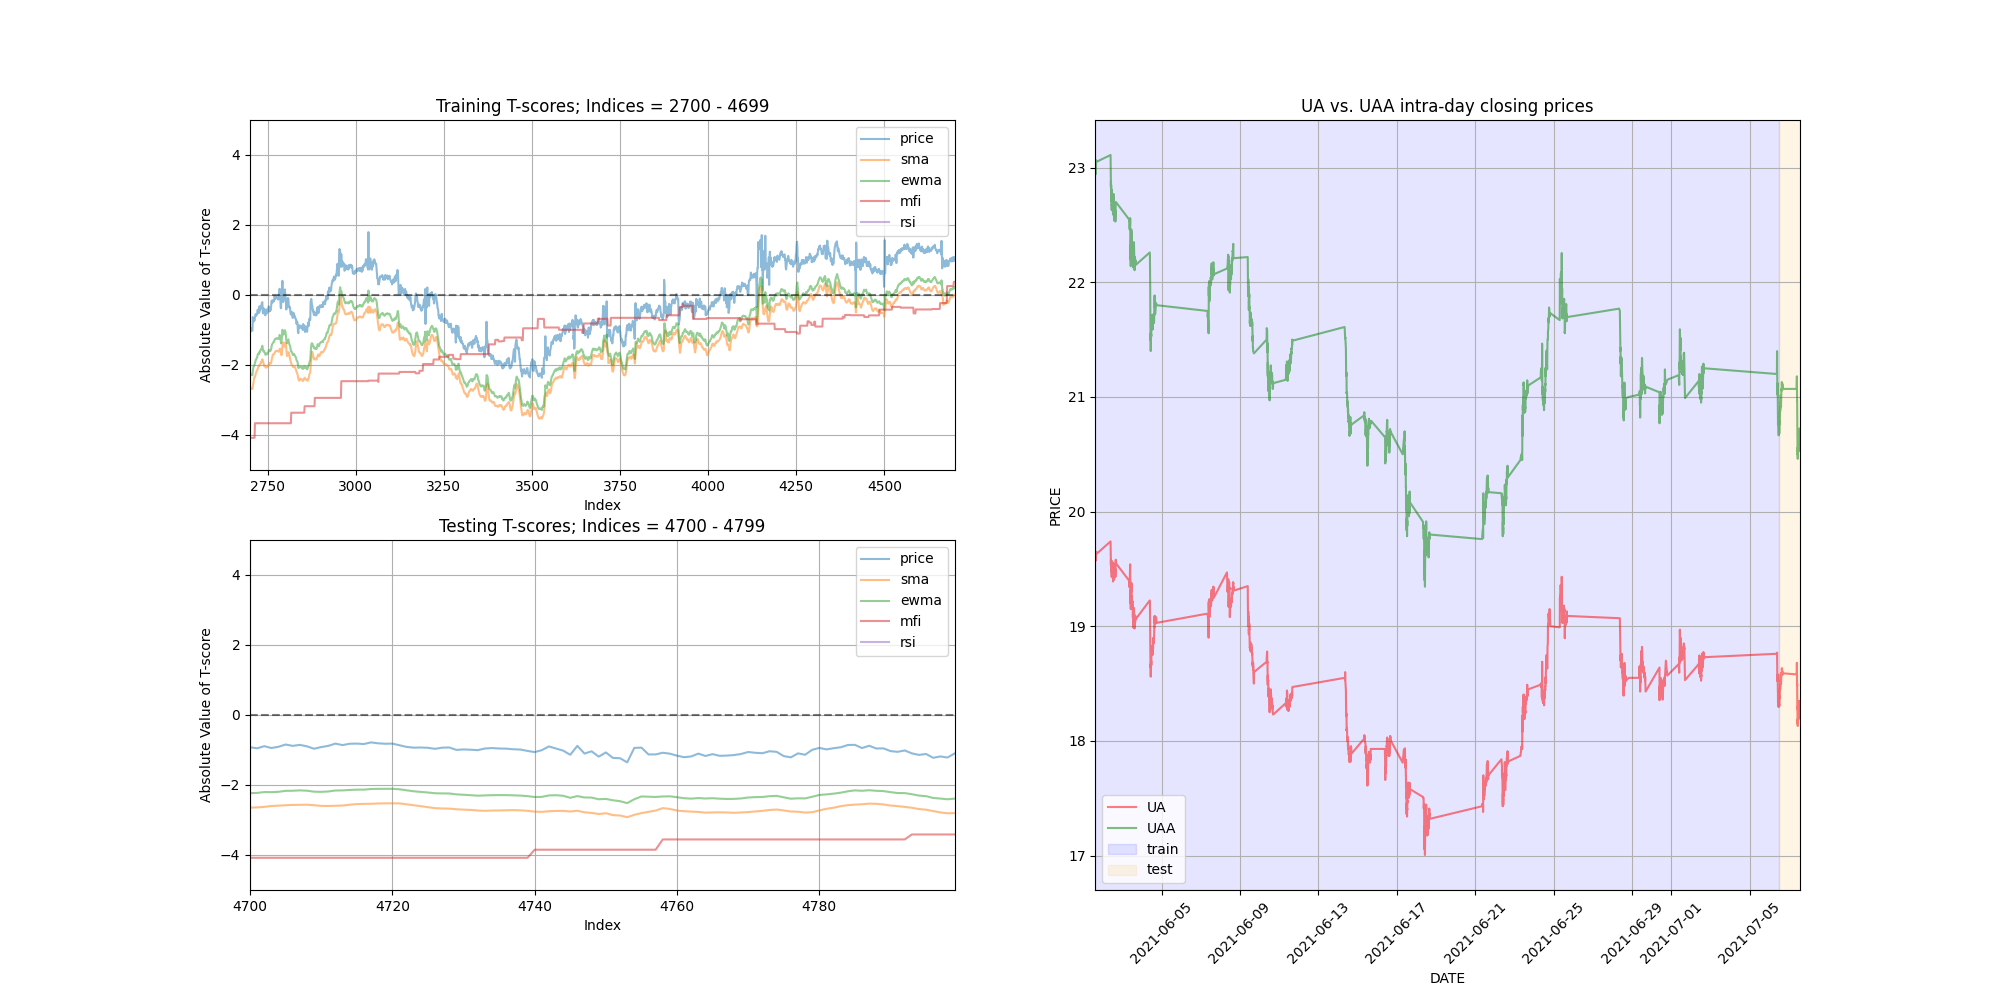 Training T-scores; Indices = 2700 - 4699
Absolute Value of T-score
4
2
0
−2
−4
price
sma
ewma
mfi
rsi
2750 3000 3250 3500 3750 4000 4250 4500
Index
Testing T-scores; Indices = 4700 - 4799
Absolute Value of T-score
4
2
0
−2
−4
price
sma
ewma
mfi
rsi
4700 4720 4740 4760 4780
Index
UA vs. UAA intra-day closing prices
PRICE
23
22
21
20
19
18
17
UA
UAA
train
test
2021-06-05 2021-06-09 2021-06-13 2021-06-17 2021-06-21 2021-06-25 2021-06-29 2021-07-01 2021-07-05
DATE